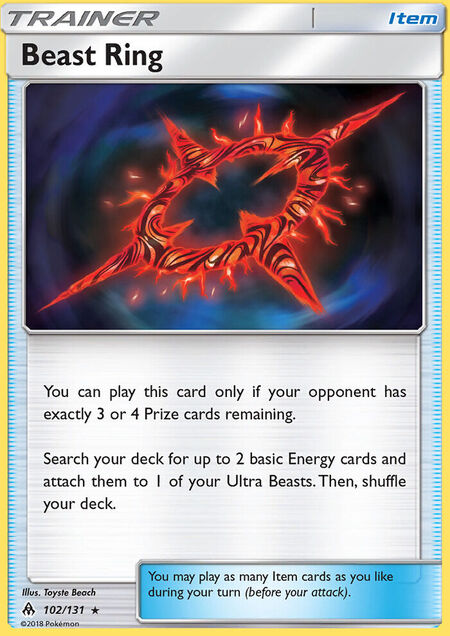 TRAINER Item
Beast Ring
You can play this card only if your opponent has
exactly 3 or 4 Prize cards remaining.
Search your deck for up to 2 basic Energy cards and
attach them to 1 of your Ultra Beasts. Then, shuffle
your deck.
You may play as many Item cards as you like
during your turn (before your attack).
Illus. Toyste Beach
102/131 ★
©2018 Pokémon